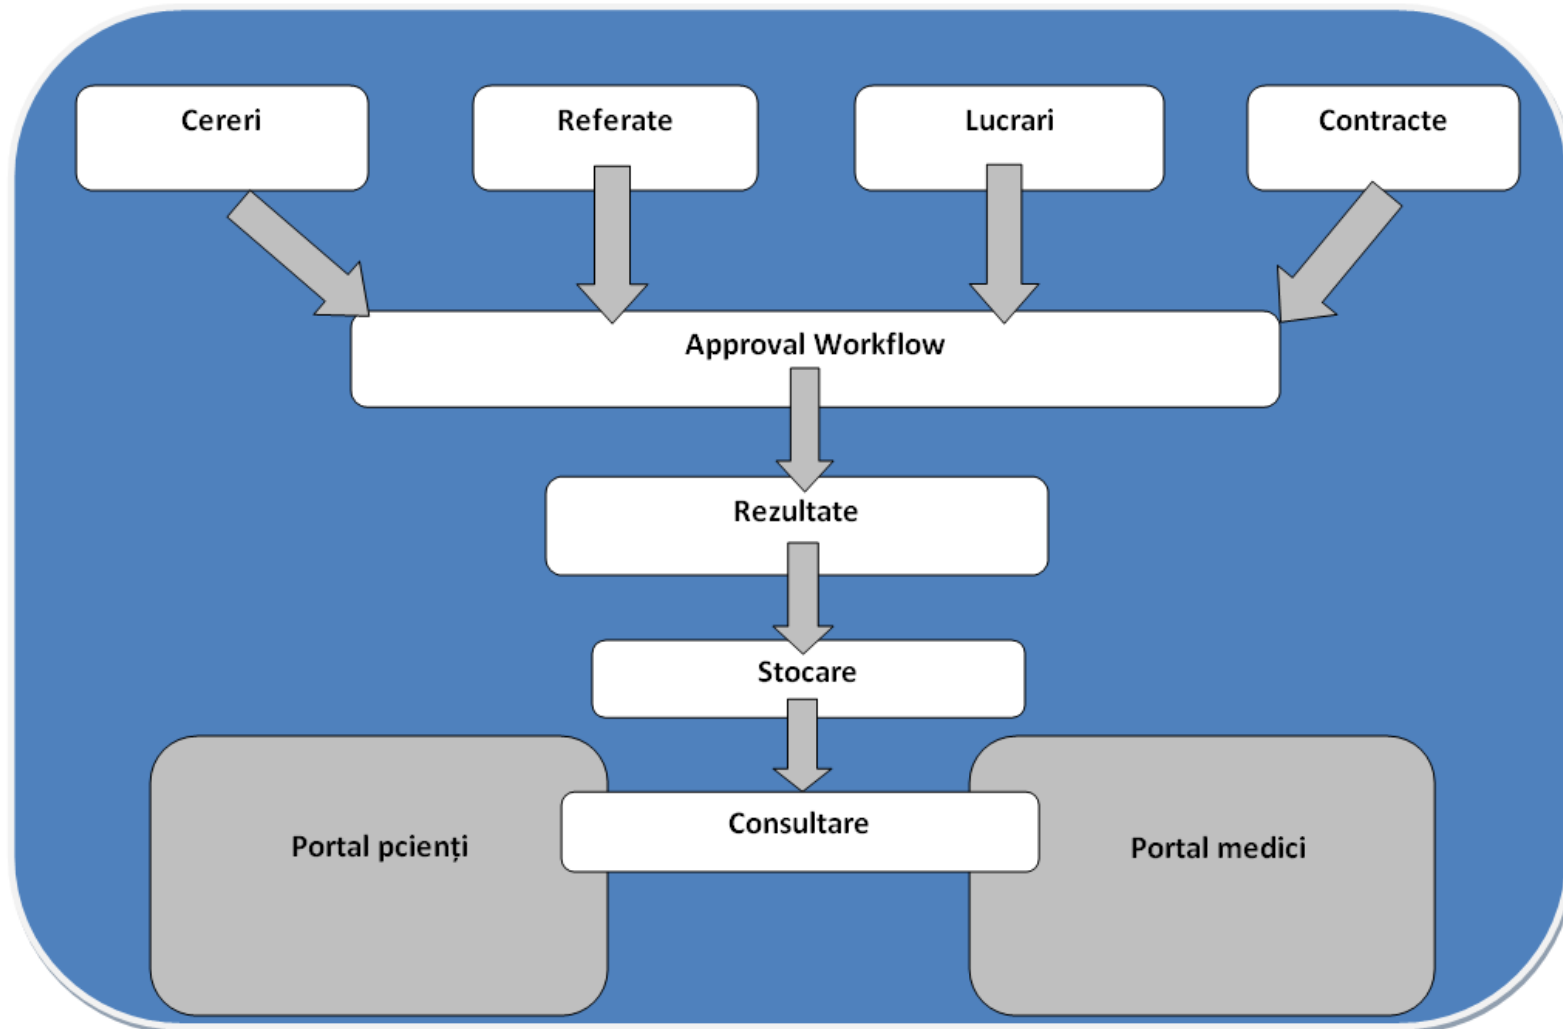 Cereri
Referate
Lucrari
Contracte
Approval Workflow
Rezultate
Stocare
Consultare
Portal pcienți
Portal medici